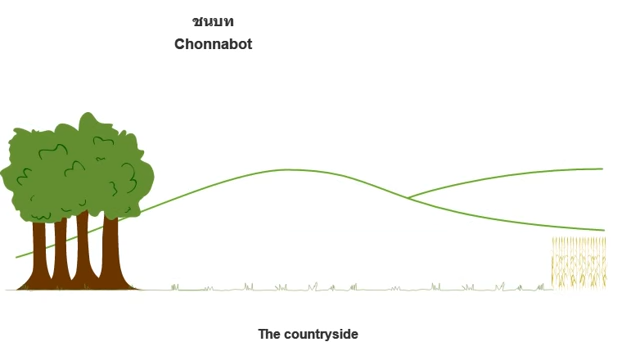 ชนบท
Chonnabot
The countryside